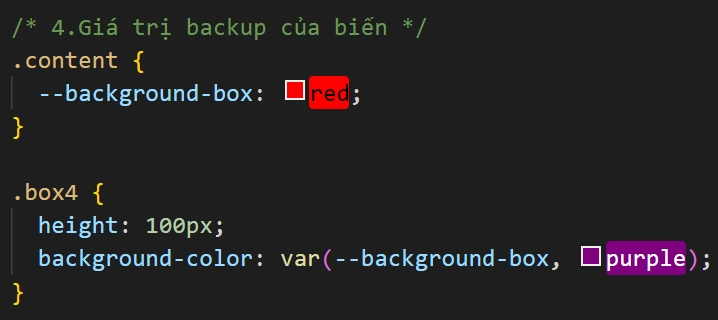 /* 4.Giá trị backup của biến */
.content {
  --background-box: red;
}

.box4 {
  height: 100px;
  background-color: var(--background-box, purple);
}